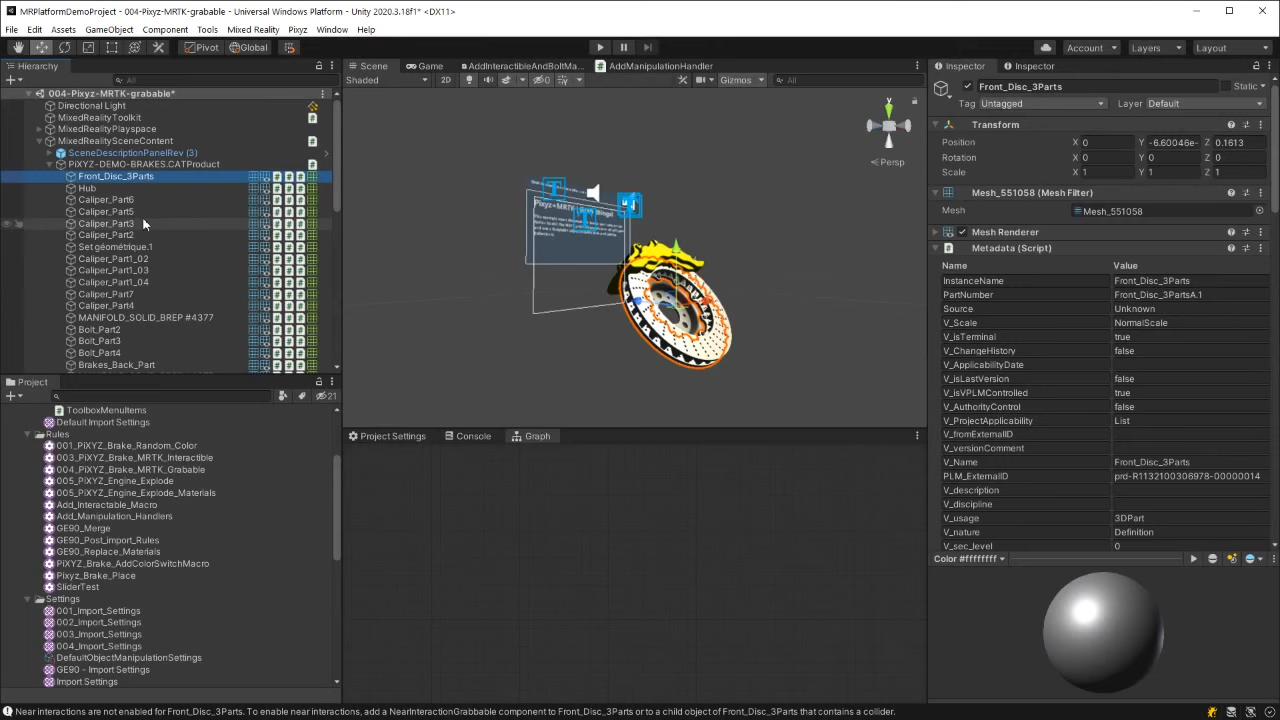 MRPlatformDemoProject - 004-Pixyz-MRTK-grabable - Universal Windows Platform - Unity 2020.3.18f1* <DX11>
File Edit Assets GameObject Component Tools Mixed Reality Pixyz Window Help
Pivot Global Account Layers Layout
Hierarchy
All
004-Pixyz-MRTK-grabable*
Directional Light
MixedRealityToolkit
MixedRealityPlayspace
MixedRealitySceneContent
SceneDescriptionPanelRev (3)
PiXYZ-DEMO-BRAKES.CATProduct
Front_Disc_3Parts
Hub
Caliper_Part6
Caliper_Part5
Caliper_Part3
Caliper_Part2
Setgéométrique.1
Caliper_Part1_02
Caliper_Part1_03
Caliper_Part1_04
Caliper_Part7
Caliper_Part4
MANIFOLD_SOLID_BREP #4377
Bolt_Part2
Bolt_Part3
Bolt_Part4
Brakes_Back_Part
Project
21
ToolboxMenuItems
Default Import Settings
Rules
001_PiXYZ_Brake_Random_Color
003_PiXYZ_Brake_MRTK_Interactible
004_PiXYZ_Brake_MRTK_Grabable
005_PIXYZ_Engine_Explode
005_PIXYZ_Engine_Explode_Materials
Add_Interactable_Macro
Add_Manipulation_Handlers
GE90_Merge
GE90_Post_import_Rules
GE90_Replace_Materials
PiXYZ_Brake_AddColorSwitchMacro
Pixyz_Brake_Place
SliderTest
Settings
001_Import_Settings
002_Import_Settings
003_Import_Settings
004_Import_Settings
DefaultObjectManipulationSettings
GE90 - Import Settings
Import Settings
Scene Game AddInteractibleAndBoltMa... AddManipulationHandler
Shaded 2D 0 Gizmos All
y
Persp
Project Settings Console Graph
Inspector Inspector
Front_Disc_3Parts Static
Tag Untagged Layer Default
Transform
Position X 0 Y -6.60046e- Z 0.1613
Rotation X 0 Y 0 Z 0
Scale X 1 Y 1 Z 1
Mesh_551058 (Mesh Filter)
Mesh Mesh_551058
Mesh Renderer
Metadata (Script)
Name Value
InstanceName Front_Disc_3Parts
PartNumber Front_Disc_3PartsA.1
Source Unknown
V_Scale NormalScale
V_isTerminal true
V_ChangeHistory false
V_ApplicabilityDate
V_isLastVersion false
V_isVPLMControlled true
V_AuthorityControl false
V_ProjectApplicability List
V_fromExternalID
V_versionComment
V_Name Front_Disc_3Parts
PLM_ExternalID prd-R1132100306978-00000014
V_description
V_discipline
V_usage 3DPart
V_nature Definition
V_sec_level 0
Color #ffffffff
Near interactions are not enabled for Front_Disc_3Parts. To enable near interactions, add a NearInteractionGrabbable component to Front_Disc_3Parts or to a child object of Front_Disc_3Parts that contains a collider.